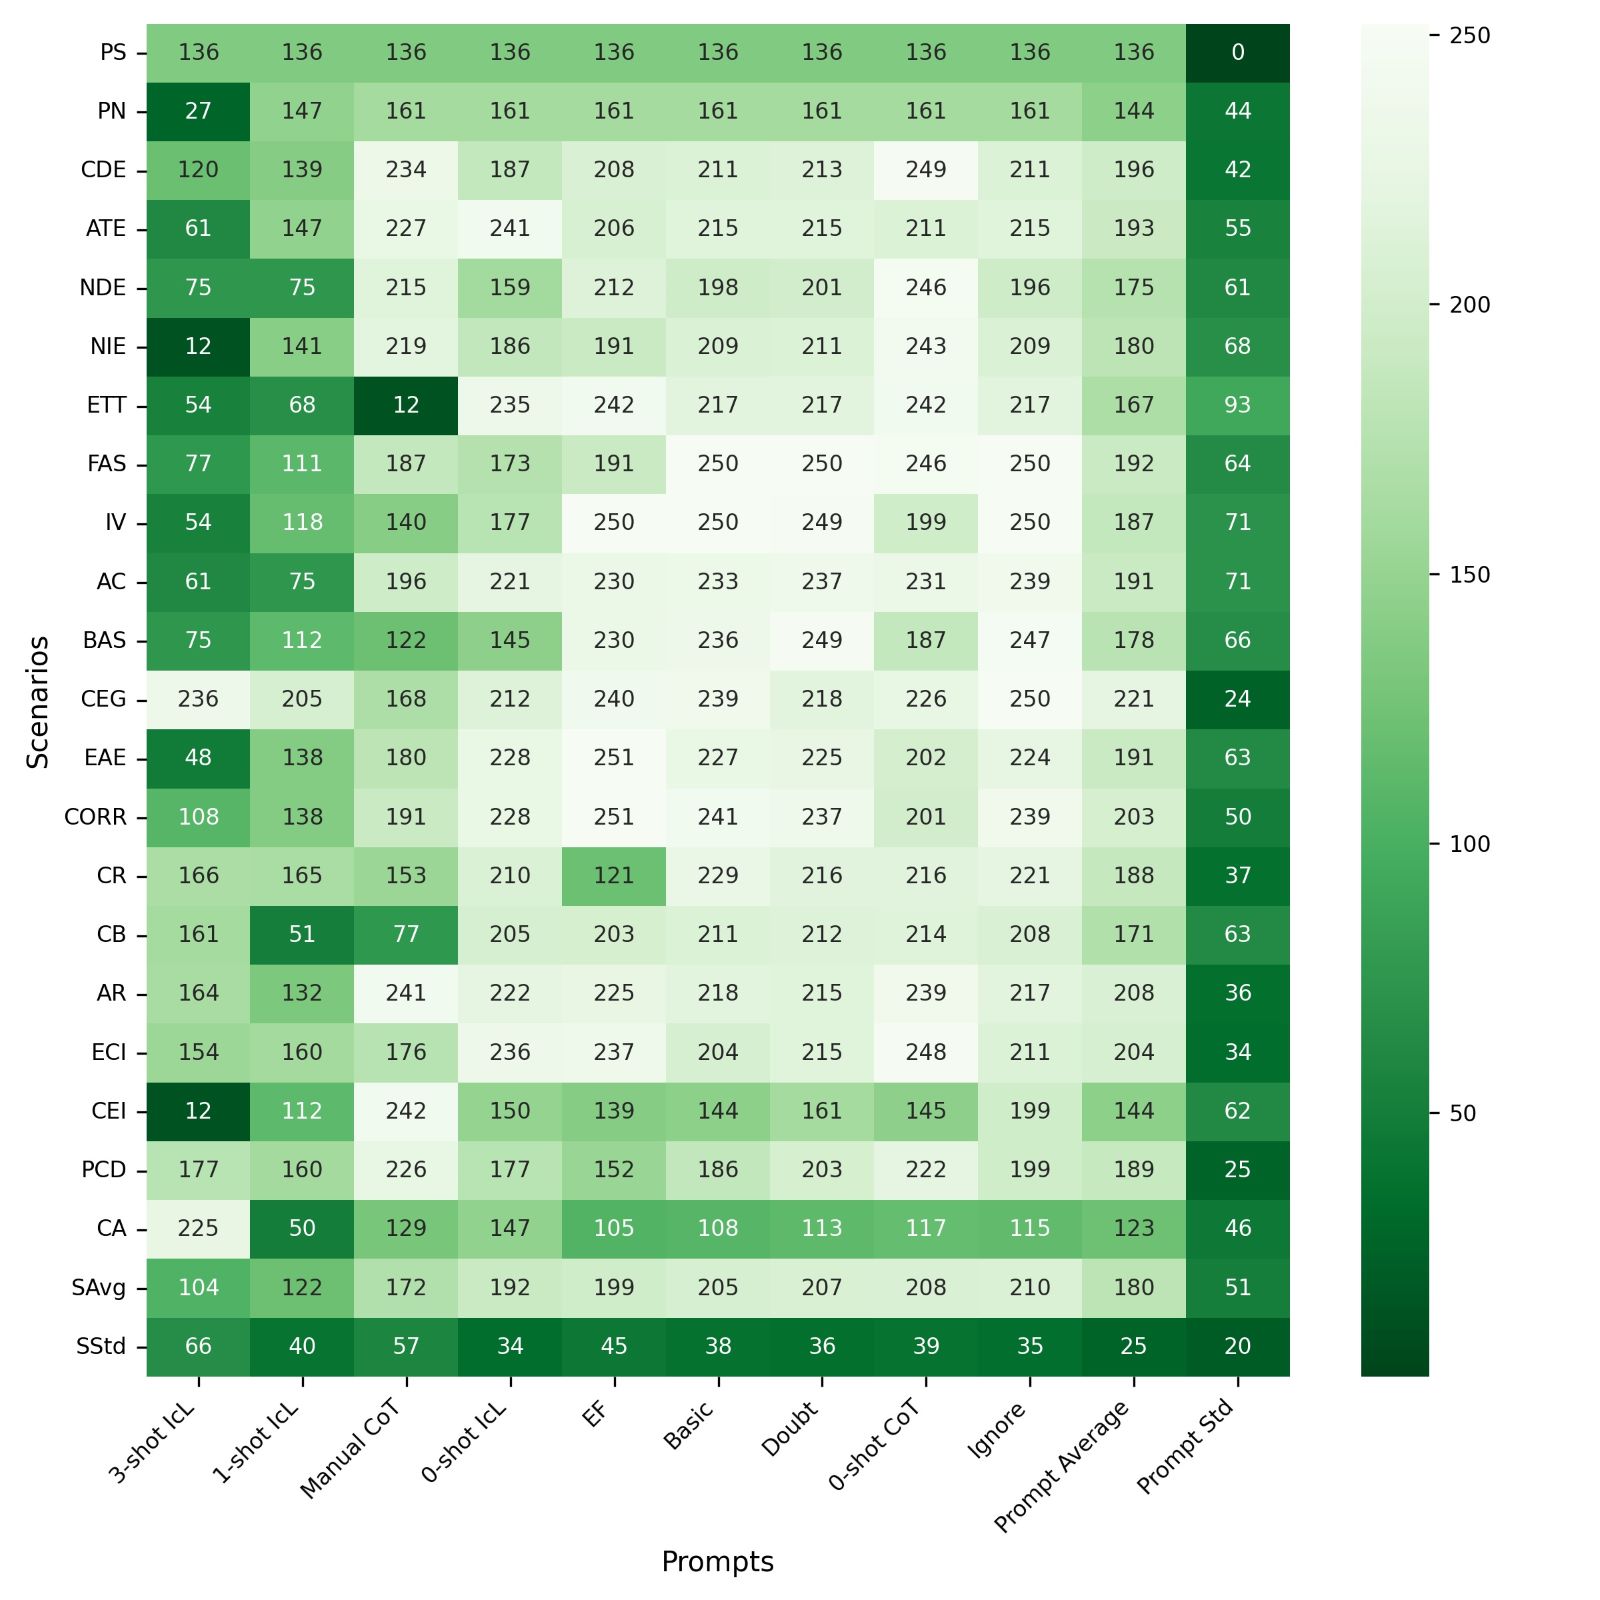 PS 136 136 136 136 136 136 136 136 136 136 0
PN 27 147 161 161 161 161 161 161 161 144 44
CDE 120 139 234 187 208 211 213 249 211 196 42
ATE 61 147 227 241 206 215 215 211 215 193 55
NDE 75 75 215 159 212 198 201 246 196 175 61
NIE 12 141 219 186 191 209 211 243 209 180 68
ETT 54 68 12 235 242 217 217 242 217 167 93
FAS 77 111 187 173 191 250 250 246 250 192 64
IV 54 118 140 177 250 250 249 199 250 187 71
AC 61 75 196 221 230 233 237 231 239 191 71
BAS 75 112 122 145 230 236 249 187 247 178 66
CEG 236 205 168 212 240 239 218 226 250 221 24
EAE 48 138 180 228 251 227 225 202 224 191 63
CORR 108 138 191 228 251 241 237 201 239 203 50
CR 166 165 153 210 121 229 216 216 221 188 37
CB 161 51 77 205 203 211 212 214 208 171 63
AR 164 132 241 222 225 218 215 239 217 208 36
ECI 154 160 176 236 237 204 215 248 211 204 34
CEI 12 112 242 150 139 144 161 145 199 144 62
PCD 177 160 226 177 152 186 203 222 199 189 25
CA 225 50 129 147 105 108 113 117 115 123 46
SAvg 104 122 172 192 199 205 207 208 210 180 51
SStd 66 40 57 34 45 38 36 39 35 25 20
3-shot IcL
1-shot IcL
Manual CoT
0-shot IcL
EF
Basic
Doubt
0-shot CoT
Ignore
Prompt Average
Prompt Std
Prompts
Scenarios
250
200
150
100
50